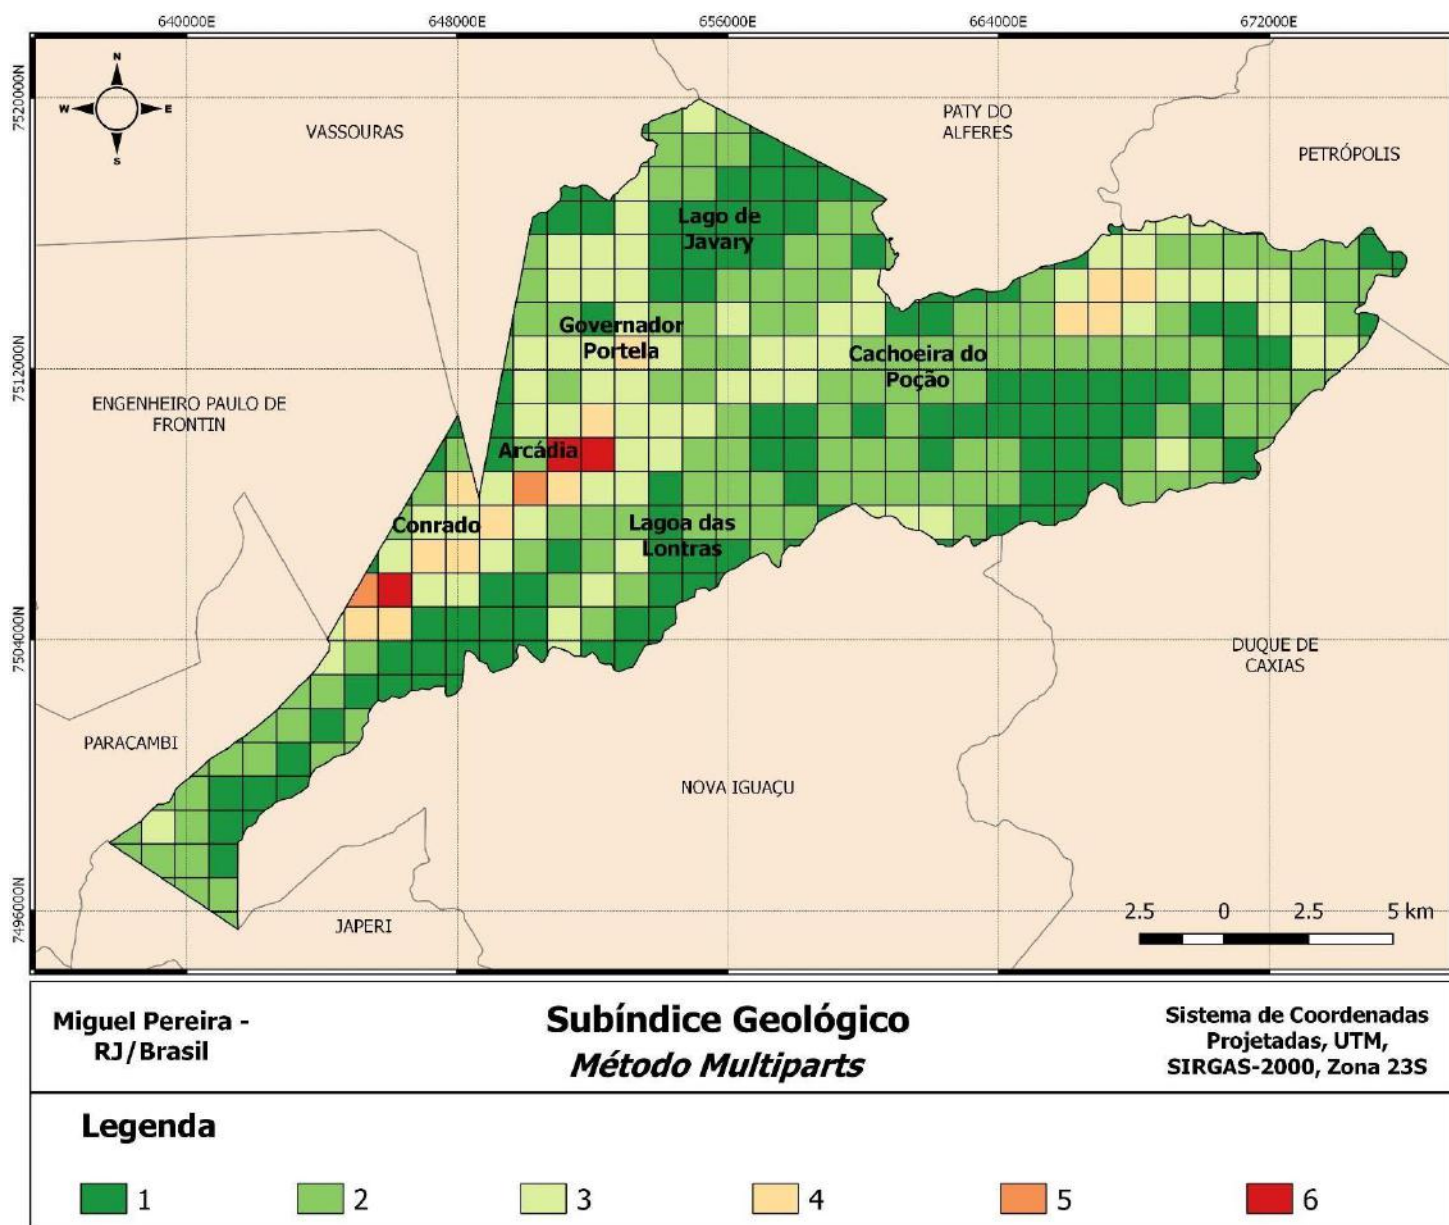 640000E
648000E
656000E
664000E
672000E
7520000N
7512000N
7504000N
7496000N
N
W
E
S
VASSOURAS
PATY DO
ALFERES
PETRÓPOLIS
Lago de
Javary
Governador
Portela
Cachoeira do
Poção
ENGENHEIRO PAULO DE
FRONTIN
Arcádia
Conrado
Lagoa das
Lontras
DUQUE DE
CAXIAS
PARACAMBI
NOVA IGUAÇU
JAPERI
2.5 0 2.5 5 km
Miguel Pereira -
RJ/Brasil
Subíndice Geológico
Método Multiparts
Sistema de Coordenadas
Projetadas, UTM,
SIRGAS-2000, Zona 23S
Legenda
1 2 3 4 5 6